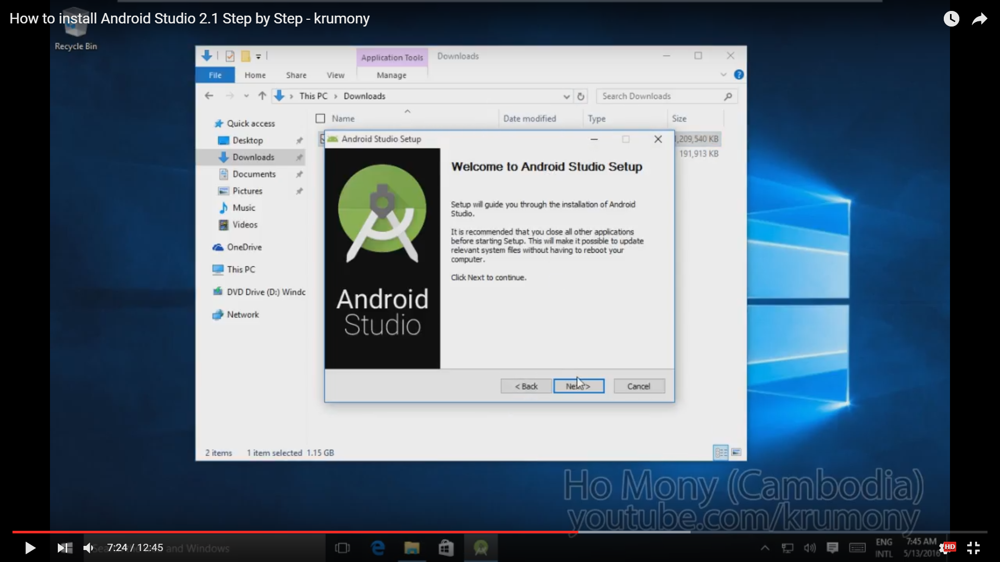 How to install Android Studio 2.1 Step by Step - krumony
Recycle Bin
Application Tools
Downloads
File
Home
Share
View
Manage
This PC
Downloads
Search Downloads
Name
Date modified
Type
Size
Quick access
Desktop
Downloads
Documents
Pictures
Music
Videos
OneDrive
This PC
DVD Drive (D:) Windc
Network
1,209,540 KB
191,913 KB
Android Studio Setup
Welcome to Android Studio Setup
Setup will guide you through the installation of Android
Studio.
It is recommended that you close all other applications
before starting Setup. This will make it possible to update
relevant system files without having to reboot your
computer.
Click Next to continue.
Android
Studio
< Back
Next >
Cancel
2 items
1 item selected 1.15 GB
Ho Mony (Cambodia)
youtube.com/krumony
7:24 / 12:45
and Windows
ENG
INTL
7:45 AM
5/13/2016
HD